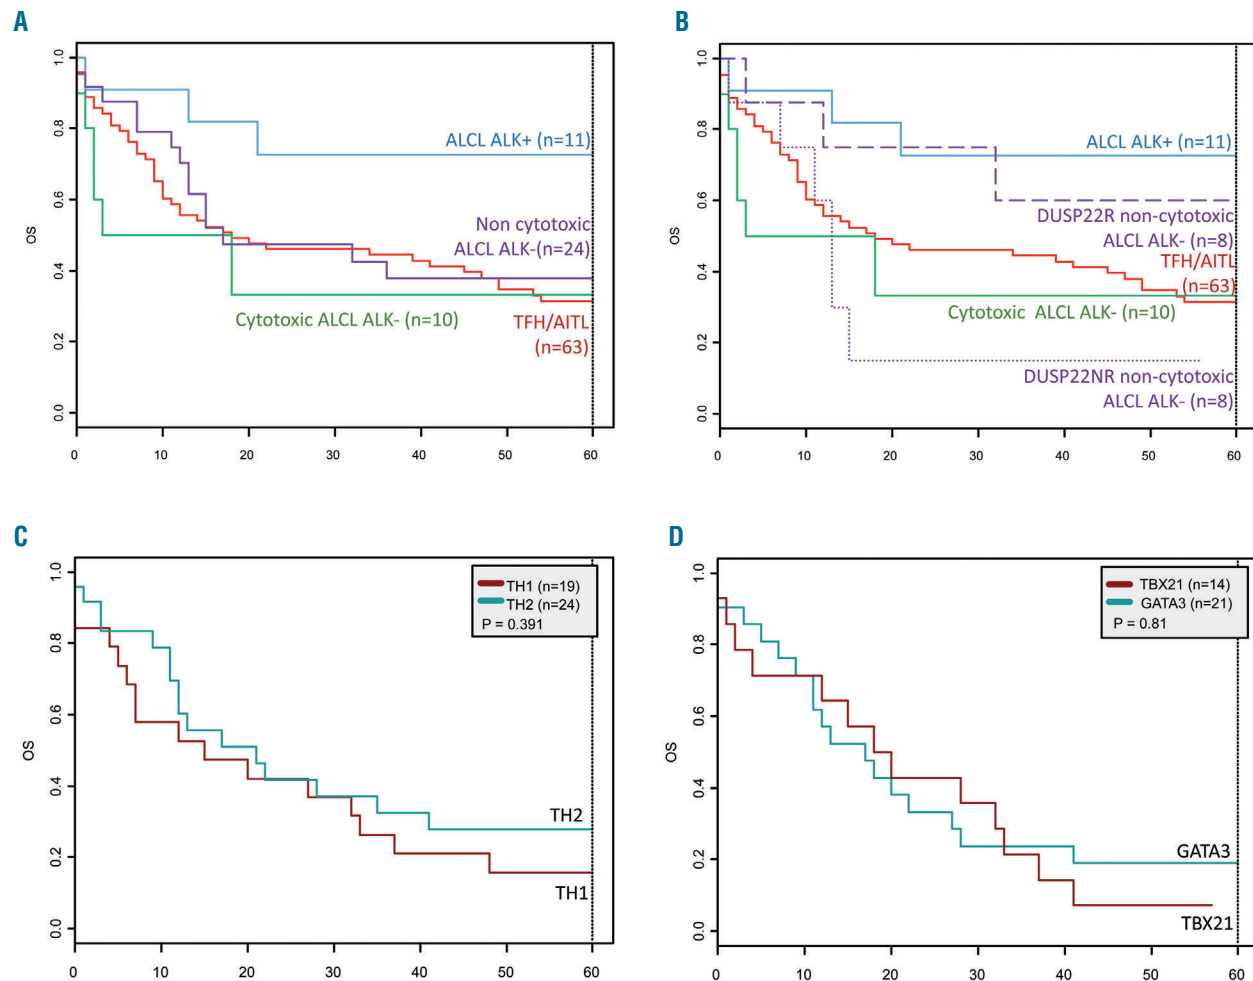 A
OS
1.0
0.8
0.6
0.4
0.2
0.0
ALCL ALK+ (n=11)
Non cytotoxic
ALCL ALK-(n=24)
Cytotoxic ALCL ALK- (n=10)
TFH/AITL
(n=63)
0 10 20 30 40 50 60
B
OS
1.0
0.8
0.6
0.4
0.2
0.0
ALCL ALK+ (n=11)
DUSP22R non-cytotoxic
ALCL ALK- (n=8)
TFH/AITL
(n=63)
Cytotoxic ALCL ALK- (n=10)
DUSP22NR non-cytotoxic
ALCL ALK- (n=8)
0 10 20 30 40 50 60
C
OS
1.0
0.8
0.6
0.4
0.2
0.0
TH1 (n=19)
TH2 (n=24)
P = 0.391
TH2
TH1
0 10 20 30 40 50 60
D
OS
1.0
0.8
0.6
0.4
0.2
0.0
TBX21 (n=14)
GATA3 (n=21)
P = 0.81
GATA3
TBX21
0 10 20 30 40 50 60